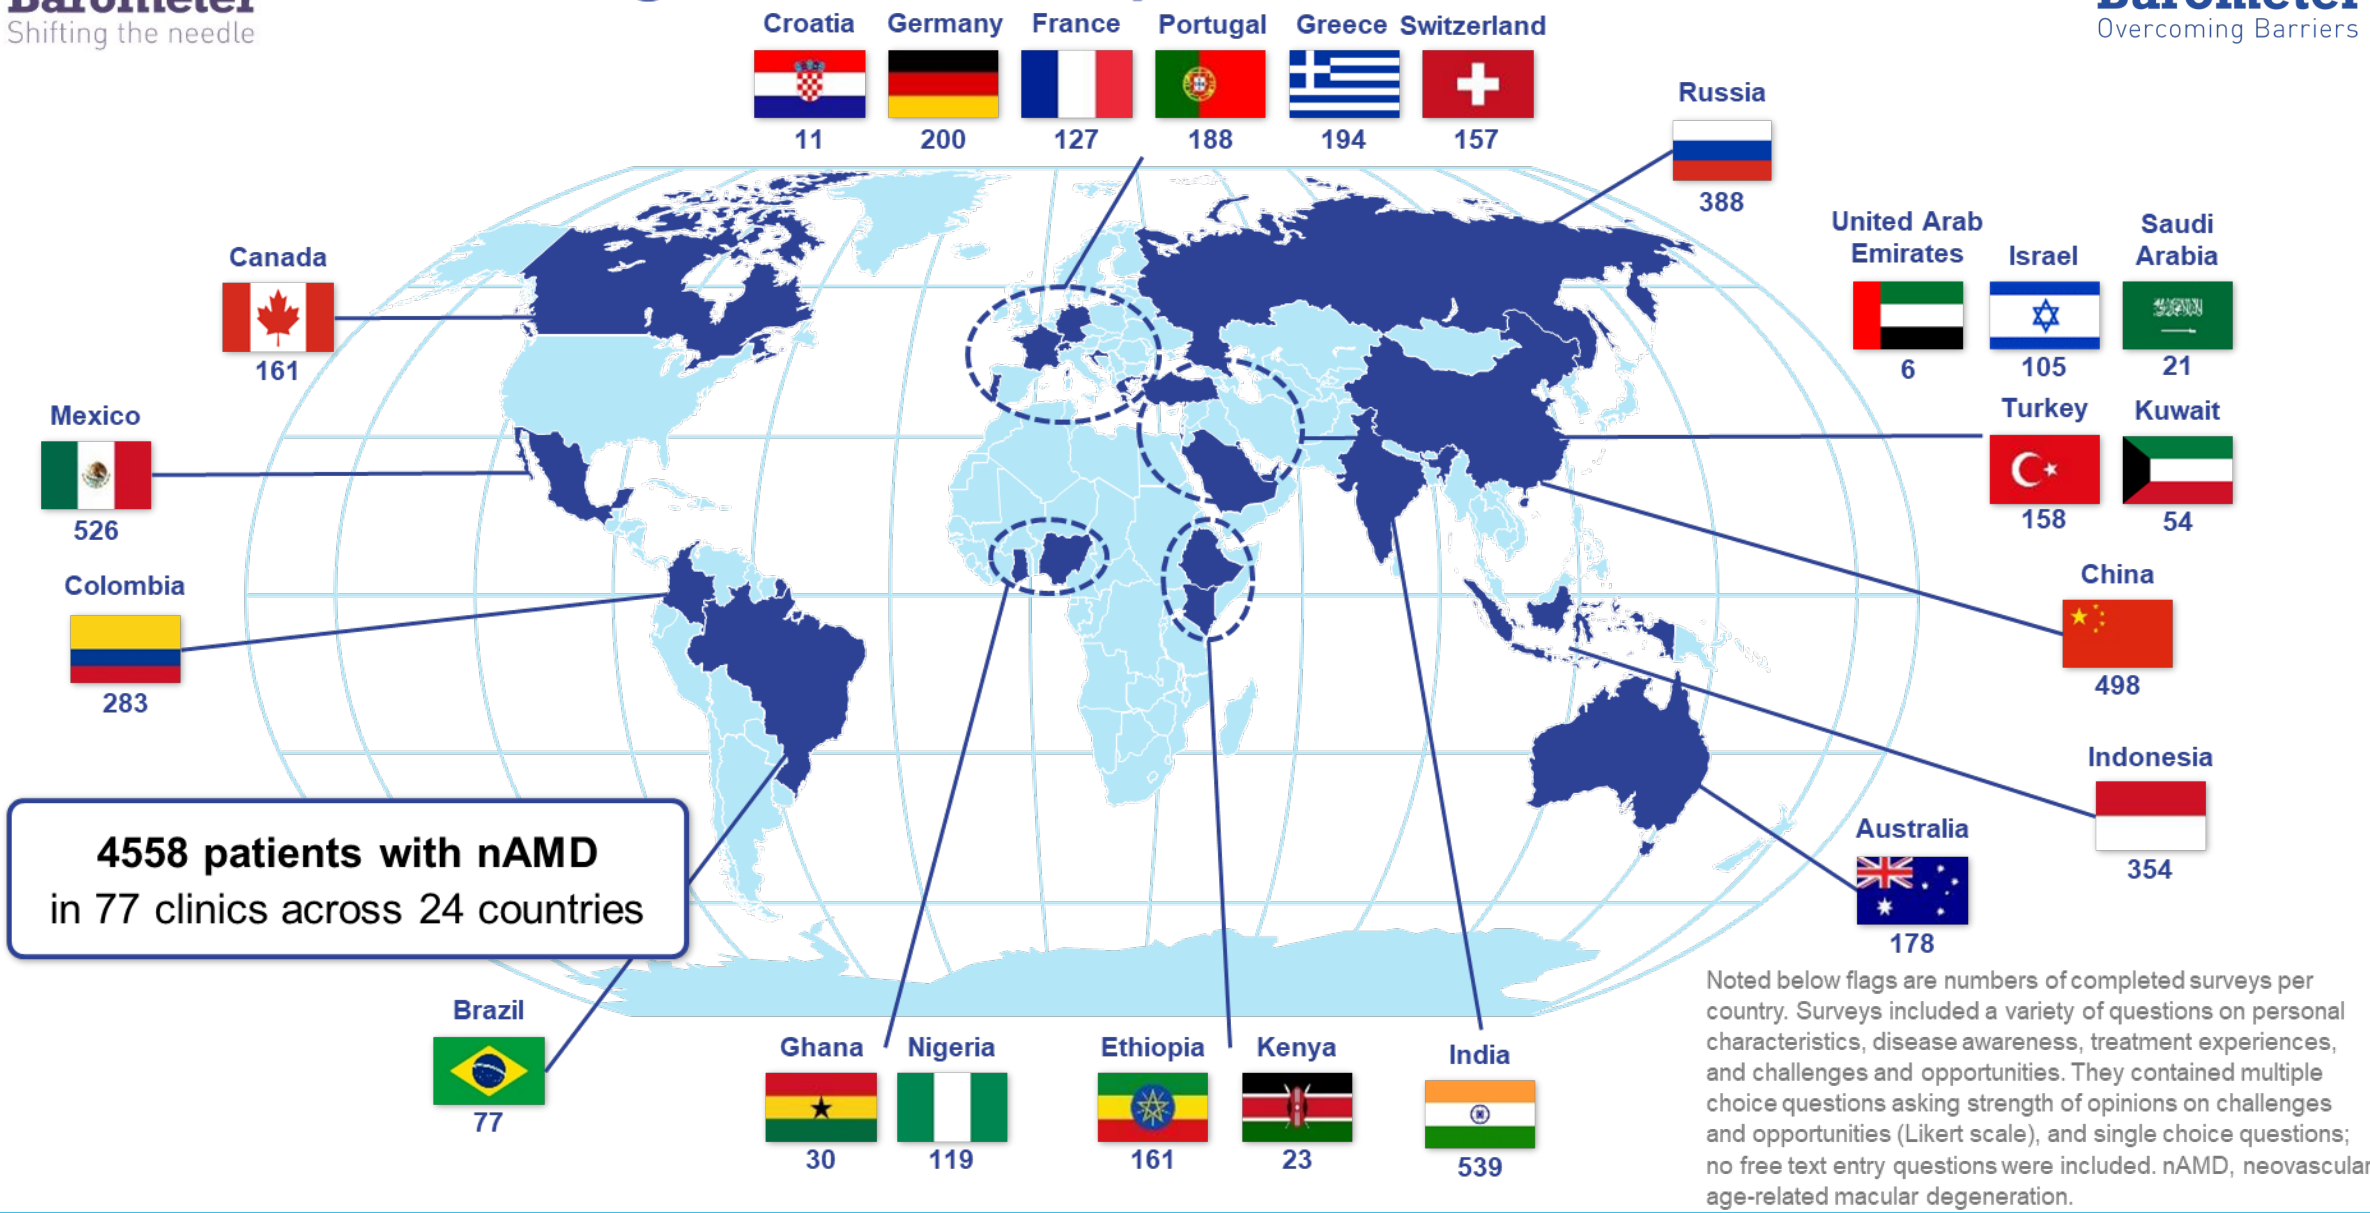 Shifting the needle
Overcoming Barriers
Croatia
11
Germany
200
France
127
Portugal
188
Greece
194
Switzerland
157
Russia
388
United Arab
Emirates
6
Israel
105
Saudi
Arabia
21
Turkey
158
Kuwait
54
Canada
161
Mexico
526
Colombia
283
China
498
Indonesia
354
Australia
178
4558 patients with nAMD
in 77 clinics across 24 countries
Brazil
77
Ghana
30
Nigeria
119
Ethiopia
161
Kenya
23
India
539
Noted below flags are numbers of completed surveys per
country. Surveys included a variety of questions on personal
characteristics, disease awareness, treatment experiences,
and challenges and opportunities. They contained multiple
choice questions asking strength of opinions on challenges
and opportunities (Likert scale), and single choice questions;
no free text entry questions were included. nAMD, neovascular
age-related macular degeneration.